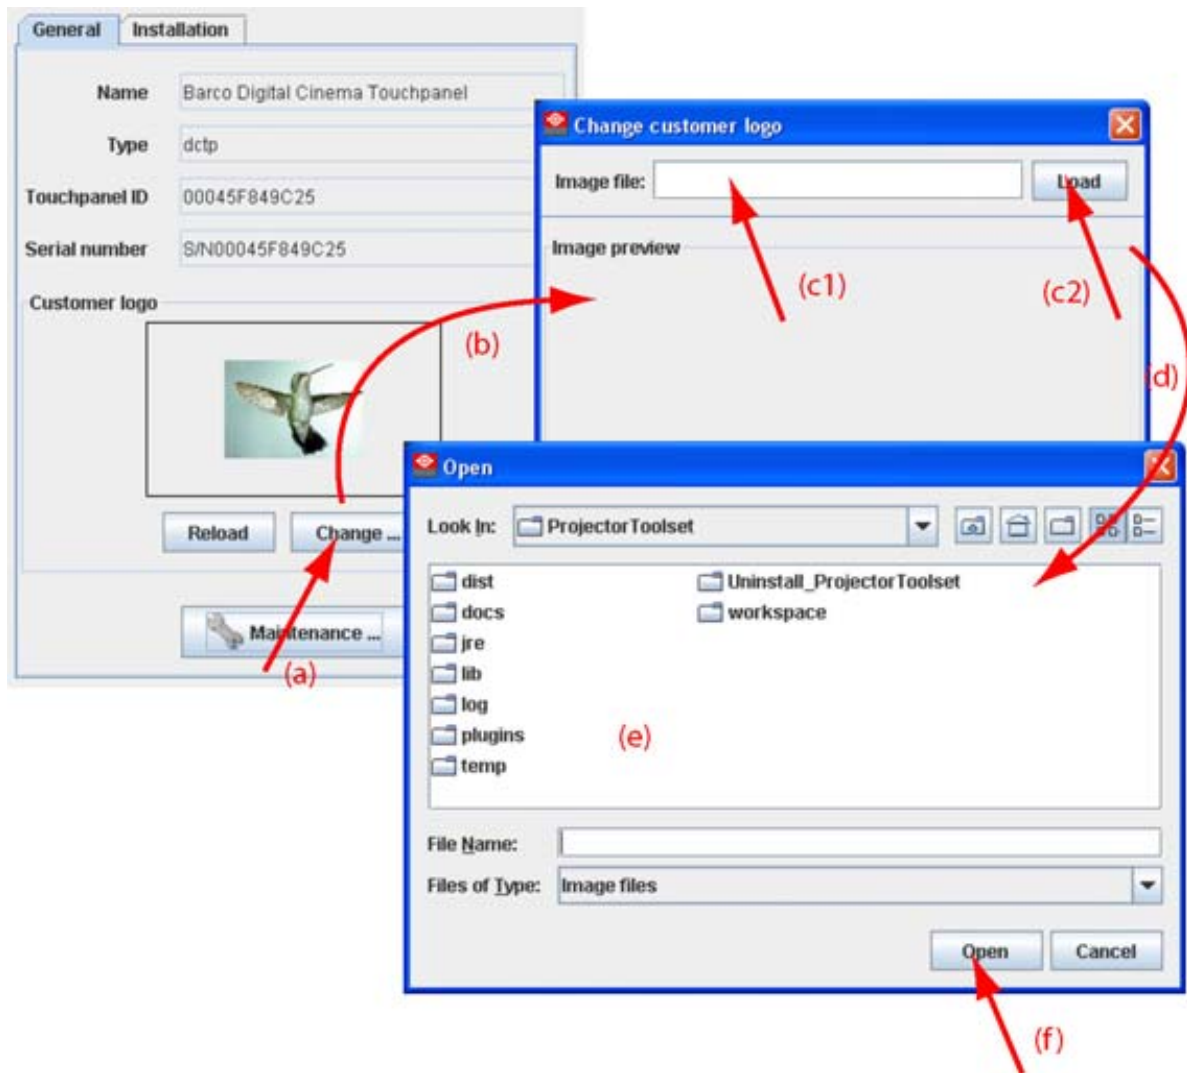 General Installation
Name Barco Digital Cinema Touchpanel
Type dctp
Touchpanel ID 00045F849C25
Serial number S/N00045F849C25
Customer logo
Reload Change ...
Maintenance ...
(a)
(b)
Change customer logo
Image file: Load
Image preview
(c1)
(c2)
(d)
Open
Look In: ProjectorToolset
dist Uninstall_ProjectorToolset
docs workspace
jre
lib
log
plugins
temp
(e)
File Name:
Files of Type: Image files
Open Cancel
(f)